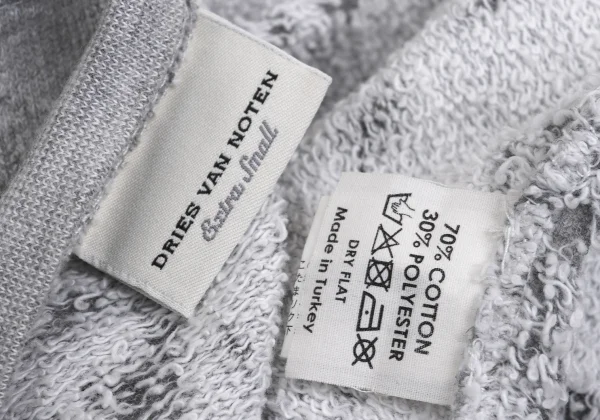 DRIES VAN NOTEN
Extra Small
70% COTTON
30% POLYESTER
DRY FLAT
Made in Turkey